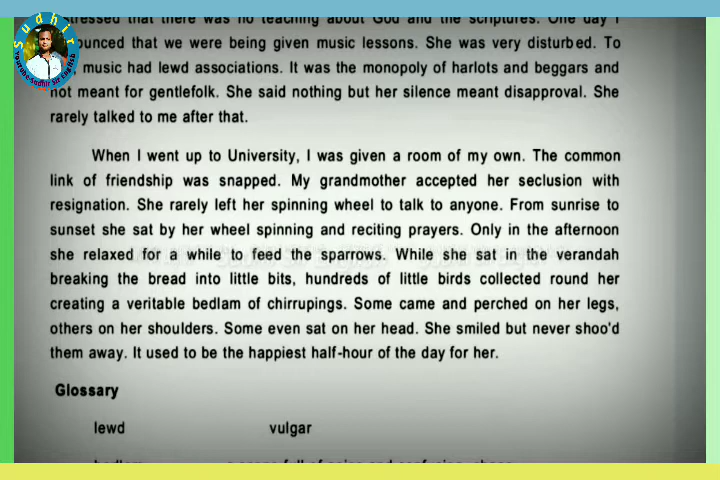 Sudhir
Youtube-Sudhir Sir English
that there was no teaching about God and the scriptures. One day I
ounced that we were being given music lessons. She was very disturbed. To
music had lewd associations. It was the monopoly of harlots and beggars and
not meant for gentlefolk. She said nothing but her silence meant disapproval. She
rarely talked to me after that.
When I went up to University, I was given a room of my own. The common
link of friendship was snapped. My grandmother accepted her seclusion with
resignation. She rarely left her spinning wheel to talk to anyone. From sunrise to
sunset she sat by her wheel spinning and reciting prayers. Only in the afternoon
she relaxed for a while to feed the sparrows. While she sat in the verandah
breaking the bread into little bits, hundreds of little birds collected round her
creating a veritable bedlam of chirrupings. Some came and perched on her legs,
others on her shoulders. Some even sat on her head. She smiled but never shoo'd
them away. It used to be the happiest half-hour of the day for her.
Glossary
lewd vulgar